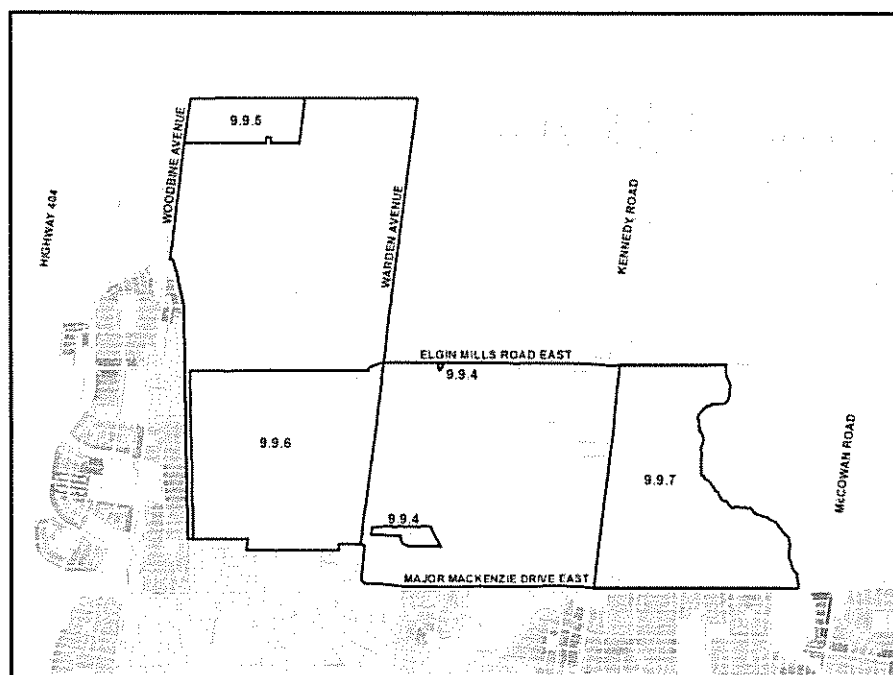 9.9.5
WOODBINE AVENUE
HIGHWAY 404
WARDEN AVENUE
KENNEDY ROAD
ELGIN MILLS ROAD EAST
9.9.4
9.9.6
9.9.7
McCOWAN ROAD
9.9.4
MAJOR MACKENZIE DRIVE EAST